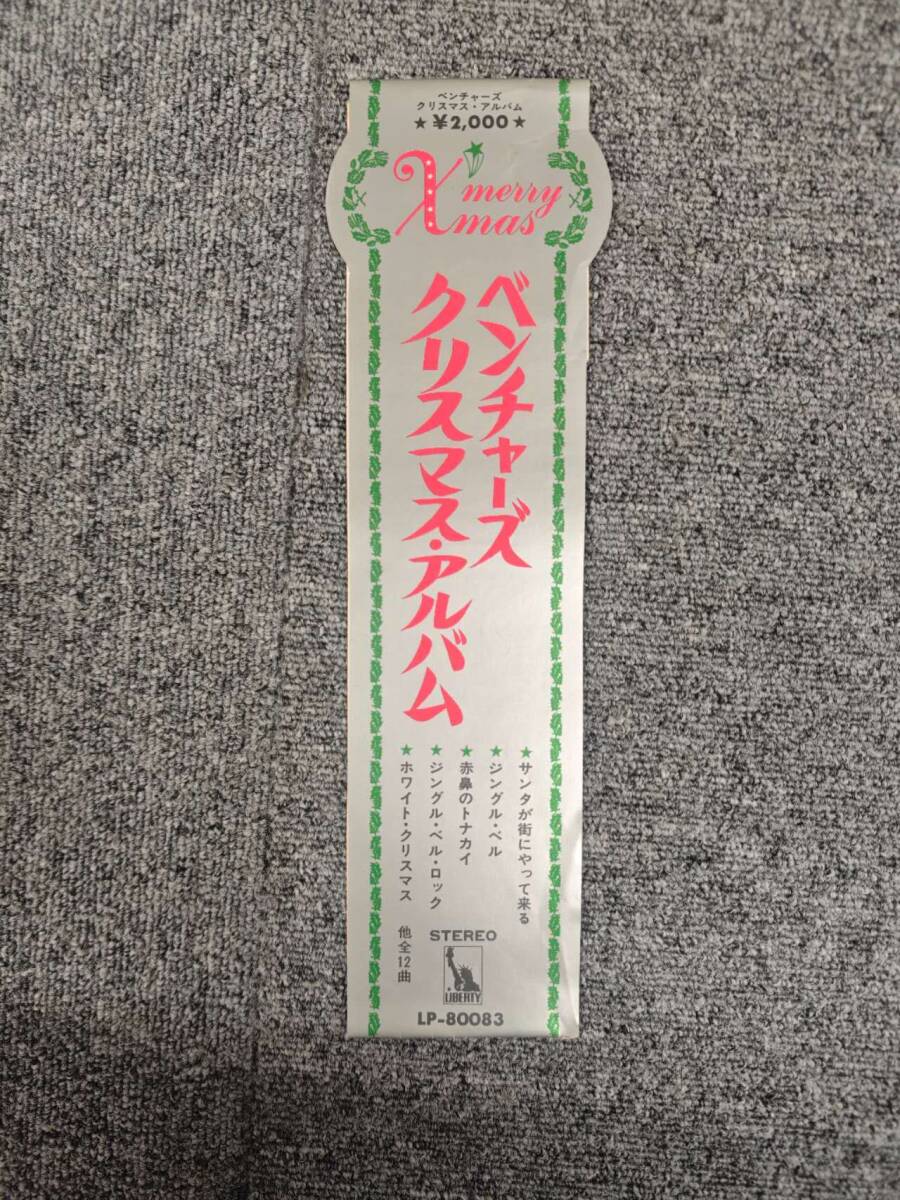 ベンチャーズ
クリスマス・アルバム
★¥2,000★
X'merry
mas
ベンチャーズ
クリスマス・アルバム
★サンタが街にやって来る
★ジングル・ベル
★赤鼻のトナカイ
★ジングル・ベル・ロック
★ホワイト・クリスマス
他全12曲
STEREO
LIBERTY
LP-80083